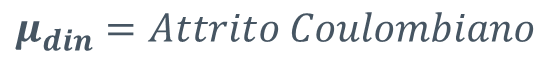 μ_din = Attrito Coulombiano